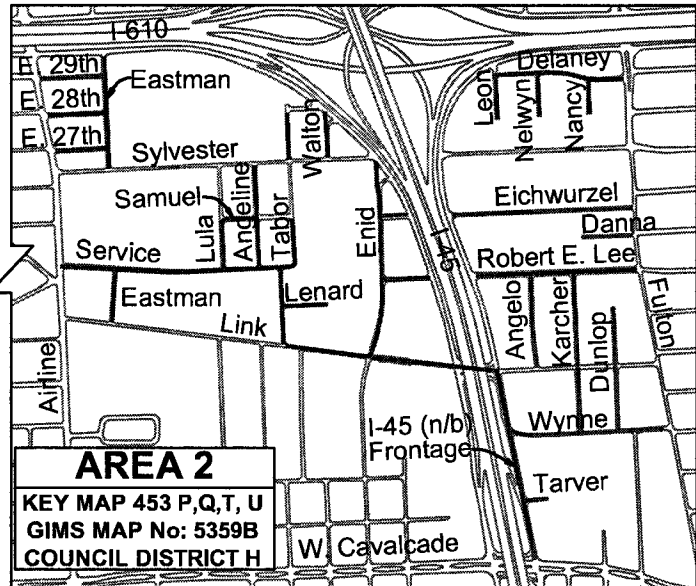 I-610
E. 29th
Eastman
Delaney
E. 28th
Leon
Nelwyn
Nancy
E. 27th
Walton
Sylvester
Samuel
Angeline
Eichwurzel
Lula
Tabor
Enid
I-45
Danna
Service
Robert E. Lee
Eastman
Lenard
Link
Angelo
Karcher
Dunlop
Fulton
Airline
I-45 (n/b)
Frontage
Wynne
AREA 2
KEY MAP 453 P,Q,T, U
GIMS MAP No: 5359B
COUNCIL DISTRICT H
Tarver
W. Cavalcade